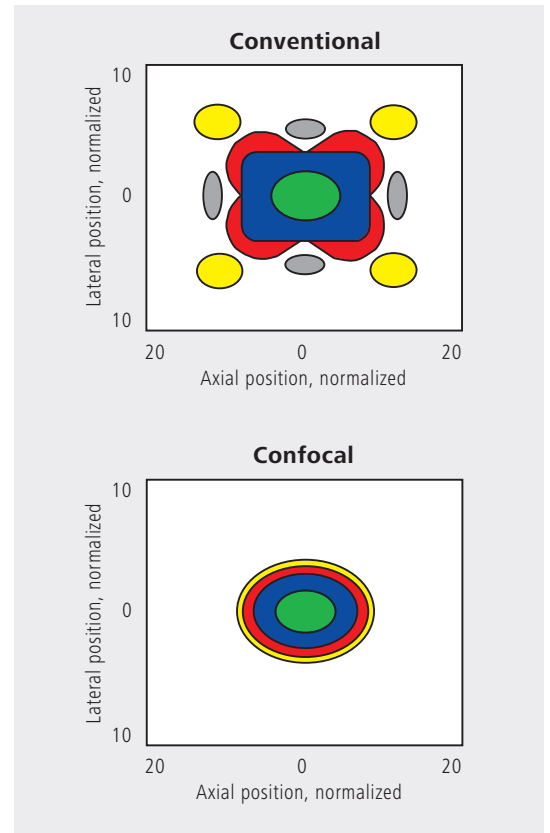 Conventional
10
Lateral position, normalized
0
10
20 0 20
Axial position, normalized
Confocal
10
Lateral position, normalized
0
10
20 0 20
Axial position, normalized